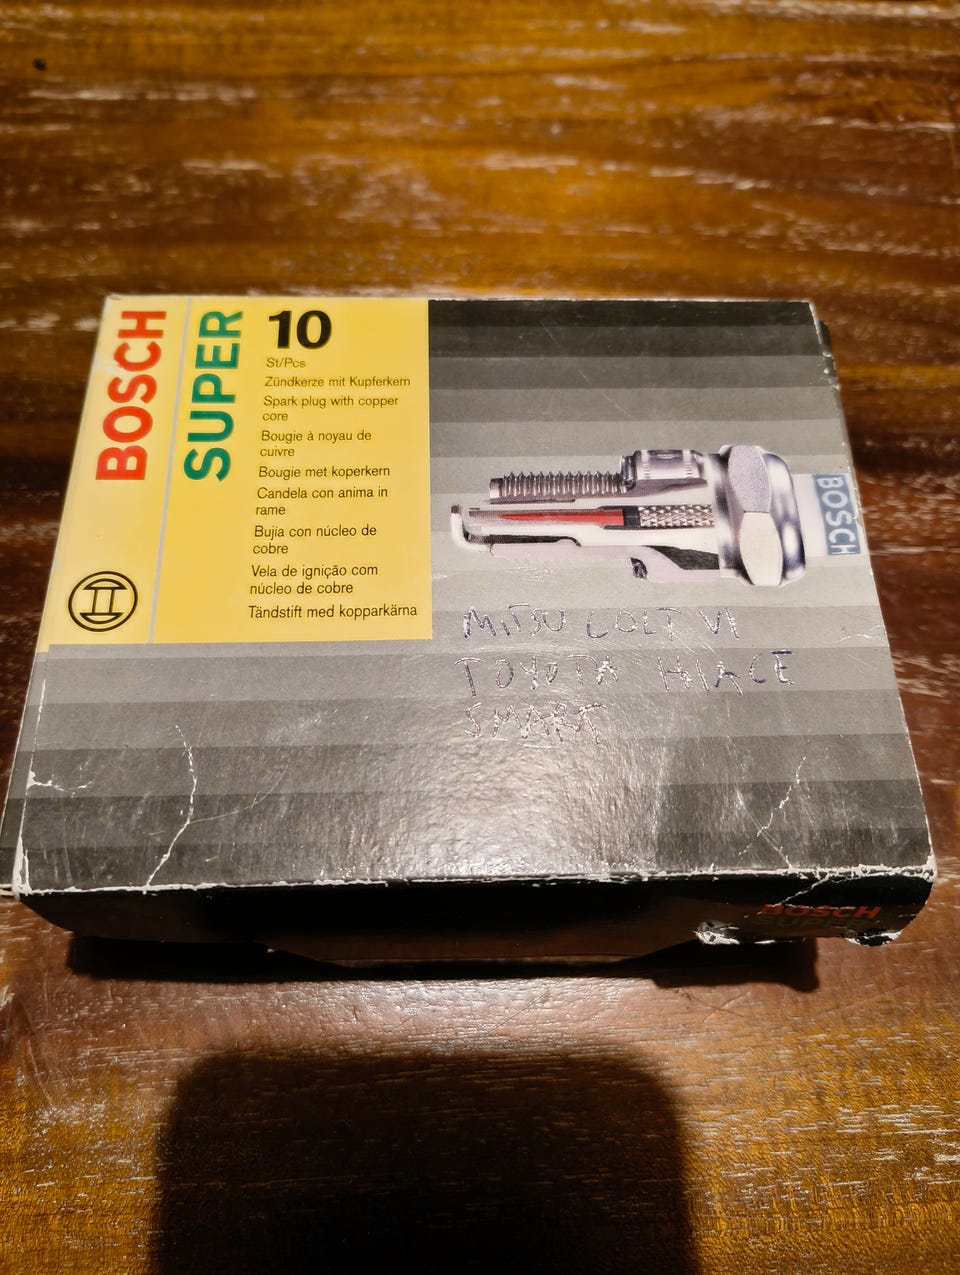 BOSCH
SUPER
10
St/Pcs
Zündkerze mit Kupferkern
Spark plug with copper
core
Bougie à noyau de
cuivre
Bougie met koperkern
Candela con anima in
rame
Bujía con núcleo de
cobre
Vela de ignição com
núcleo de cobre
Tändstift med kopparkärna
BOSCH
MITSU COLT VI
TOYOTA HIACE
SMART
BOSCH
SUPER